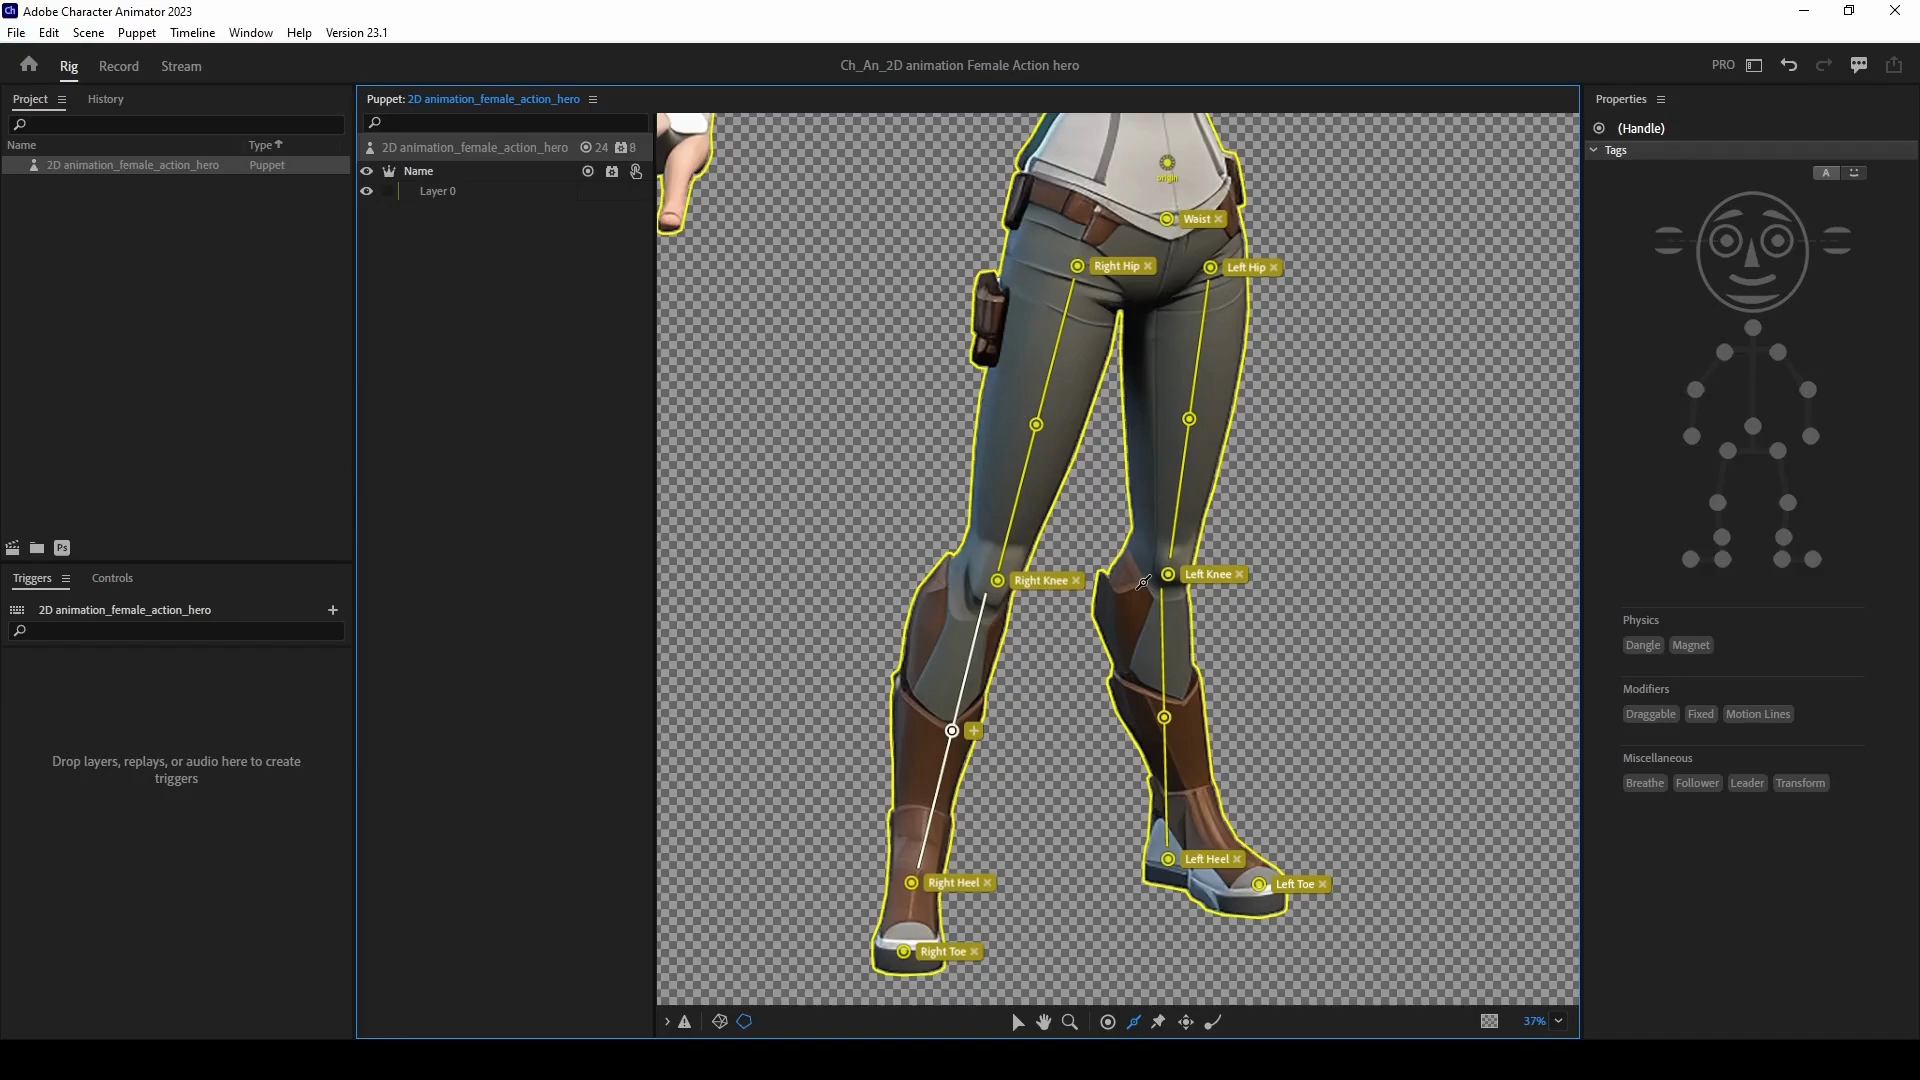 Ch Adobe Character Animator 2023
File Edit Scene Puppet Timeline Window Help Version 23.1
Rig Record Stream
Ch_An_2D animation Female Action hero
PRO
Project History
Name Type
2D animation_female_action_hero Puppet
Ps
Triggers Controls
2D animation_female_action_hero
Drop layers, replays, or audio here to create
triggers
Puppet: 2D animation_female_action_hero
2D animation_female_action_hero 24 8
Name
Layer 0
origin
Waist
Right Hip
Left Hip
Right Knee
Left Knee
Left Heel
Right Heel
Left Toe
Right Toe
37%
Properties
(Handle)
Tags
A
Physics
Dangle Magnet
Modifiers
Draggable Fixed Motion Lines
Miscellaneous
Breathe Follower Leader Transform